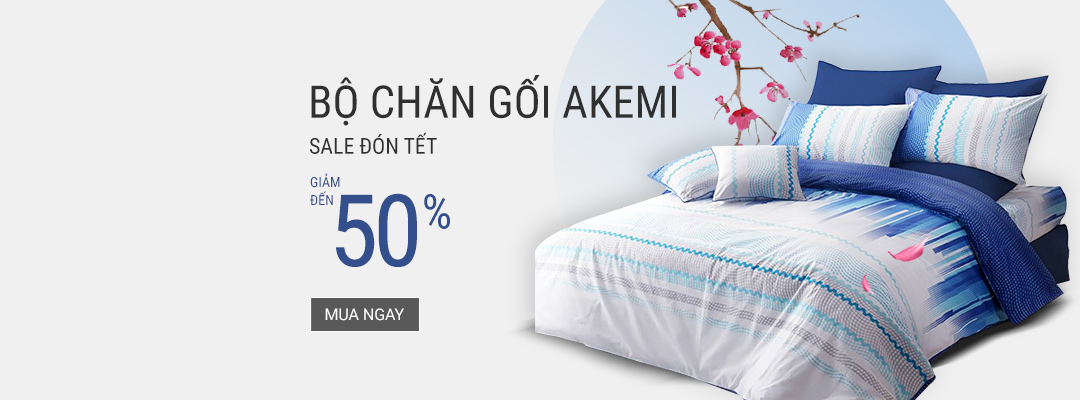 BỘ CHĂN GỐI AKEMI
SALE ĐÓN TẾT
GIẢM
ĐẾN
50%
MUA NGAY